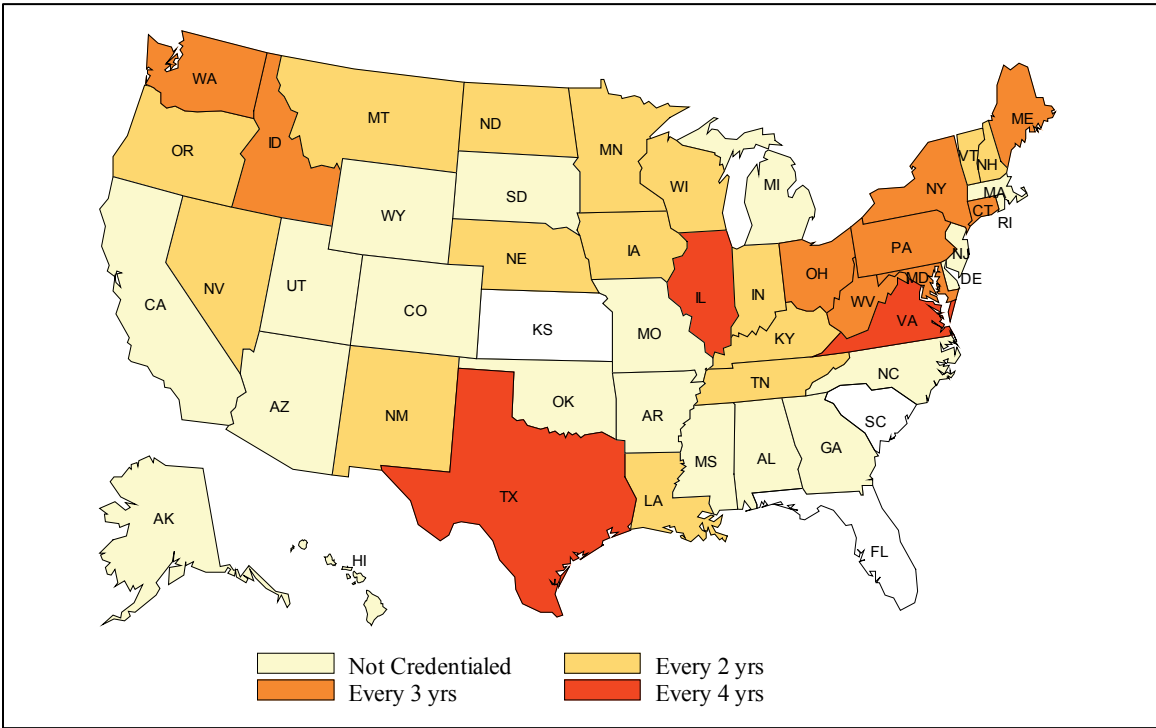 WA
MT
ND
ME
OR
ID
MN
VT
NH
WI
MI
NY
MA
SD
WY
CT
RI
IA
PA
NE
NJ
OH
MD
DE
NV
UT
IL
IN
WV
CA
CO
VA
KS
MO
KY
NC
TN
AZ
NM
OK
AR
SC
GA
MS
AL
TX
LA
AK
FL
HI
Not Credentialed
Every 2 yrs
Every 3 yrs
Every 4 yrs